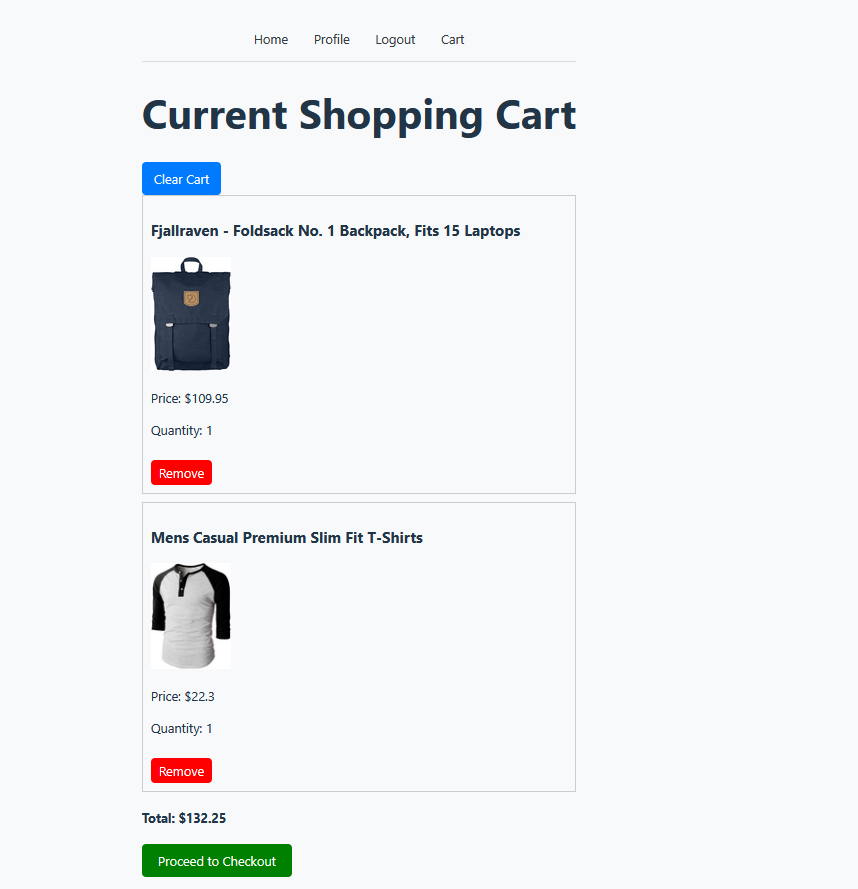 Home Profile Logout Cart
Current Shopping Cart
Clear Cart
Fjallraven - Foldsack No. 1 Backpack, Fits 15 Laptops
Price: $109.95
Quantity: 1
Remove
Mens Casual Premium Slim Fit T-Shirts
Price: $22.3
Quantity: 1
Remove
Total: $132.25
Proceed to Checkout